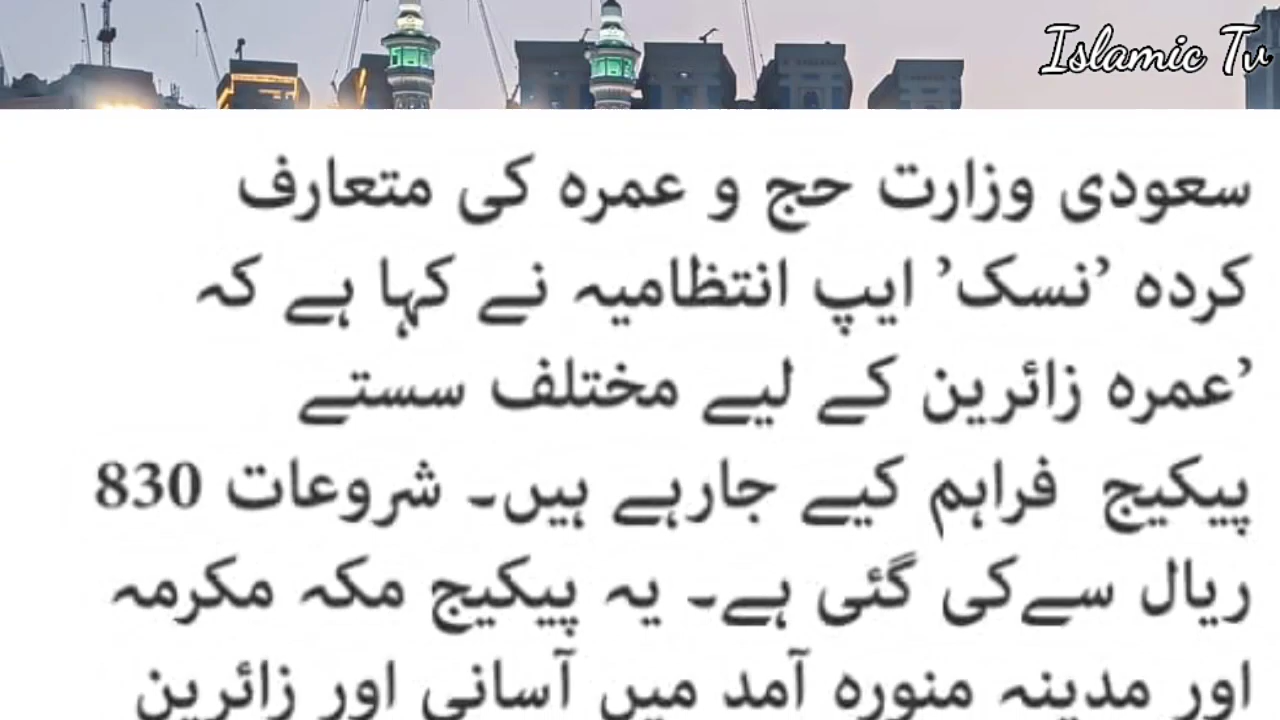 Islamic Tv
سعودی وزارت حج و عمرہ کی متعارف
کردہ ’نسک’ ایپ انتظامیہ نے کہا ہے کہ
’عمرہ زائرین کے لیے مختلف سستے
پیکیج فراہم کیے جارہے ہیں۔ شروعات 830
ریال سےکی گئی ہے۔ یہ پیکیج مکہ مکرمہ
اور مدینہ منورہ آمد میں آسانی اور زائرین